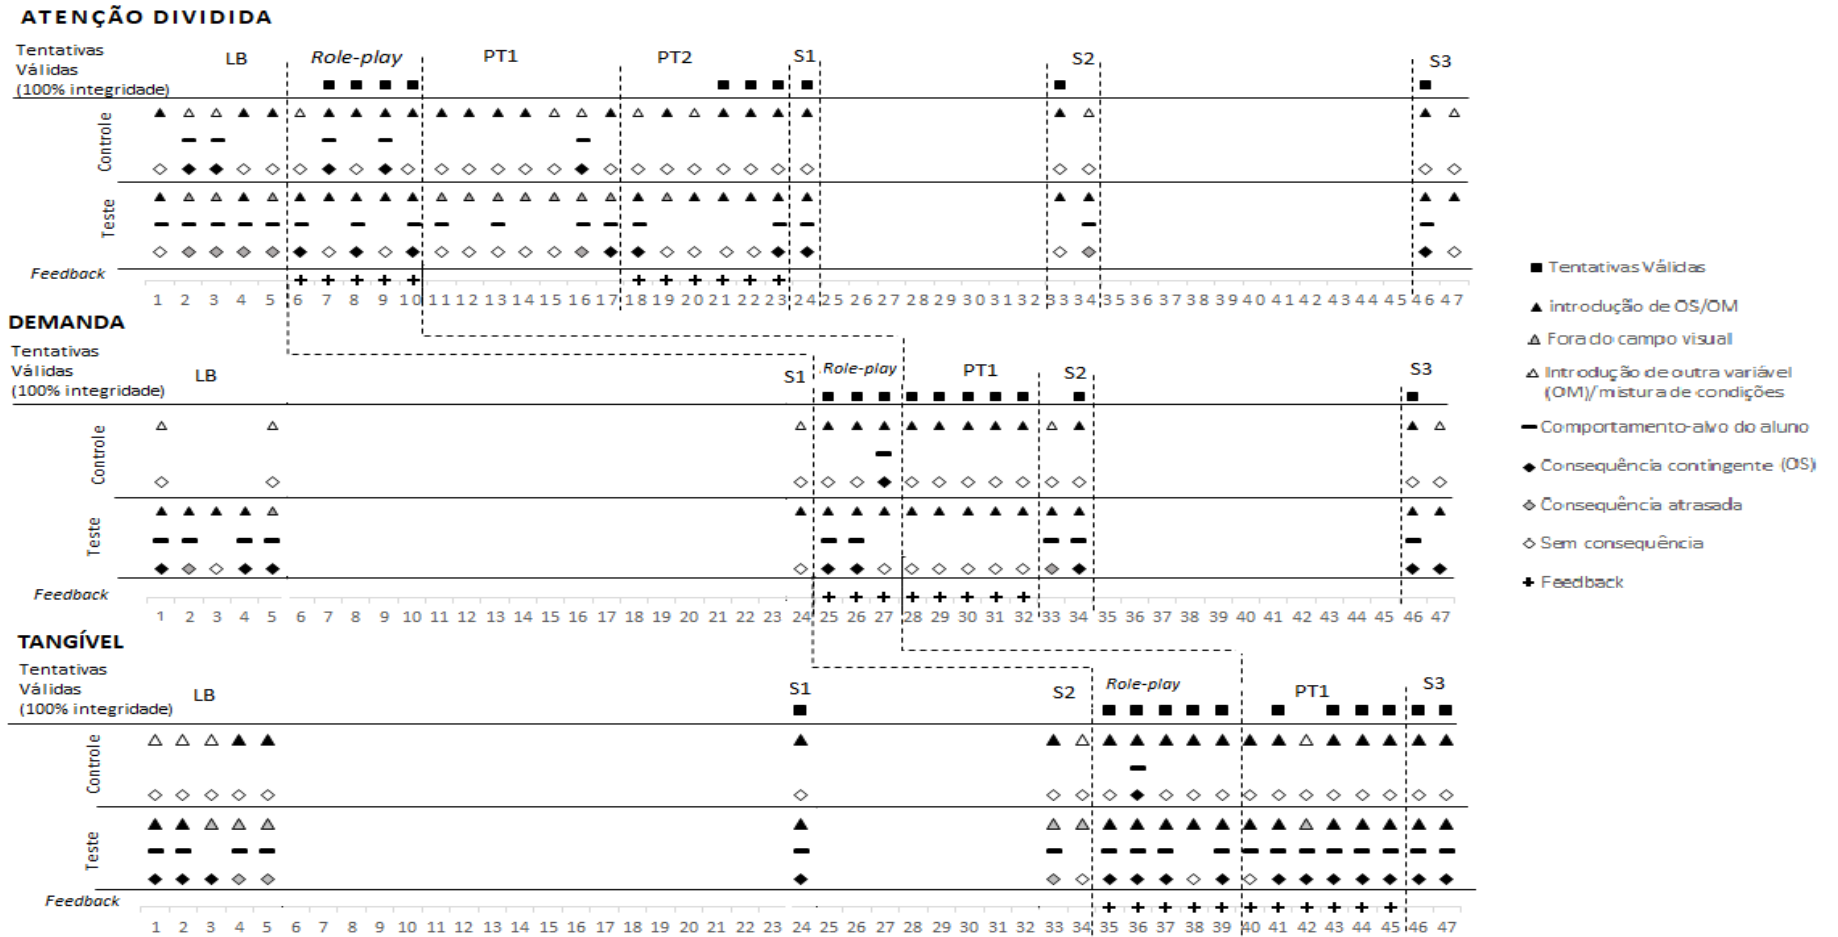 ATENÇÃO DIVIDIDA
Tentativas
Válidas
(100% integridade)
LB Role-play PT1 PT2 S1 S2 S3
Controle
Teste
Feedback
1 2 3 4 5 6 7 8 9 10 11 12 13 14 15 16 17 18 19 20 21 22 23 24 25 26 27 28 29 30 31 32 33 34 35 36 37 38 39 40 41 42 43 44 45 46 47
DEMANDA
Tentativas
Válidas
(100% integridade)
LB S1 Role-play PT1 S2 S3
Controle
Teste
Feedback
1 2 3 4 5 6 7 8 9 10 11 12 13 14 15 16 17 18 19 20 21 22 23 24 25 26 27 28 29 30 31 32 33 34 35 36 37 38 39 40 41 42 43 44 45 46 47
TANGÍVEL
Tentativas
Válidas
(100% integridade)
LB S1 S2 Role-play PT1 S3
Controle
Teste
Feedback
1 2 3 4 5 6 7 8 9 10 11 12 13 14 15 16 17 18 19 20 21 22 23 24 25 26 27 28 29 30 31 32 33 34 35 36 37 38 39 40 41 42 43 44 45 46 47
Tentativas Válidas
introdução de OS/OM
Fora do campo visual
Introdução de outra variável
(OM)/mistura de condições
Comportamento-alvo do aluno
Consequência contingente (OS)
Consequência atrasada
Sem consequência
Feedback